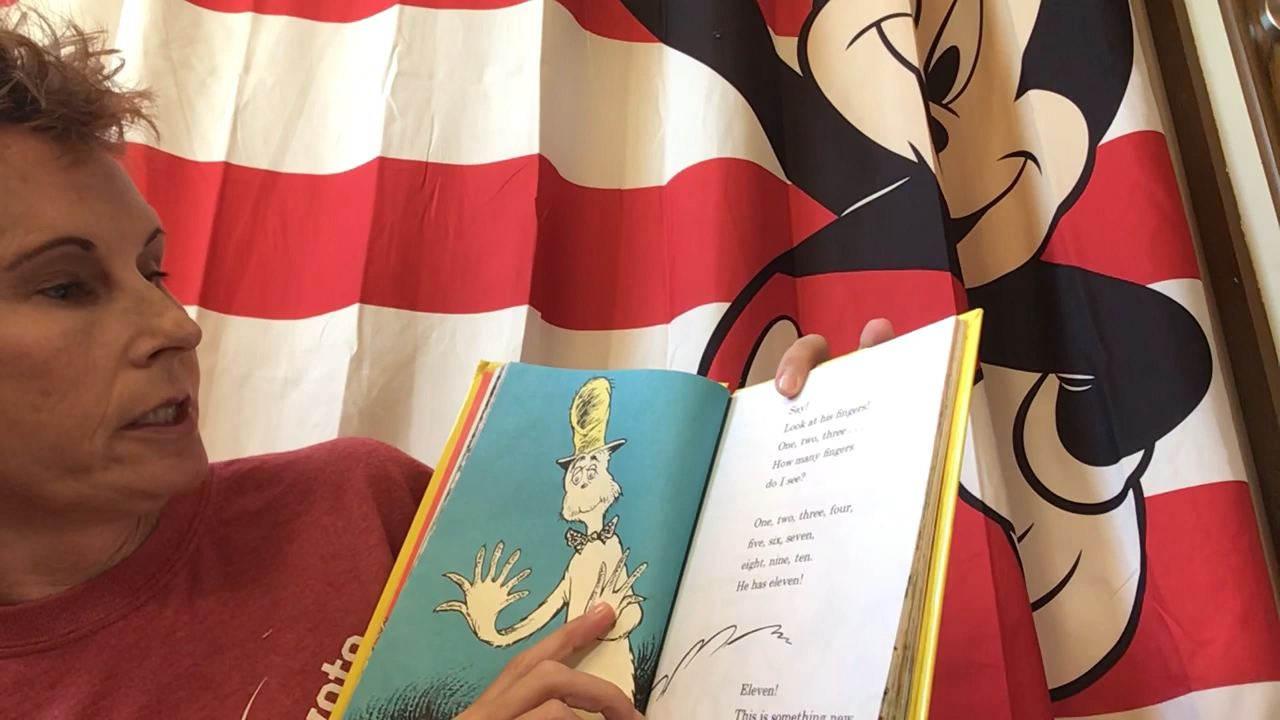 Say!
Look at his fingers!
One, two, three . . .
How many fingers
do I see?
One, two, three, four,
five, six, seven,
eight, nine, ten.
He has eleven!
Eleven!
This is something new.